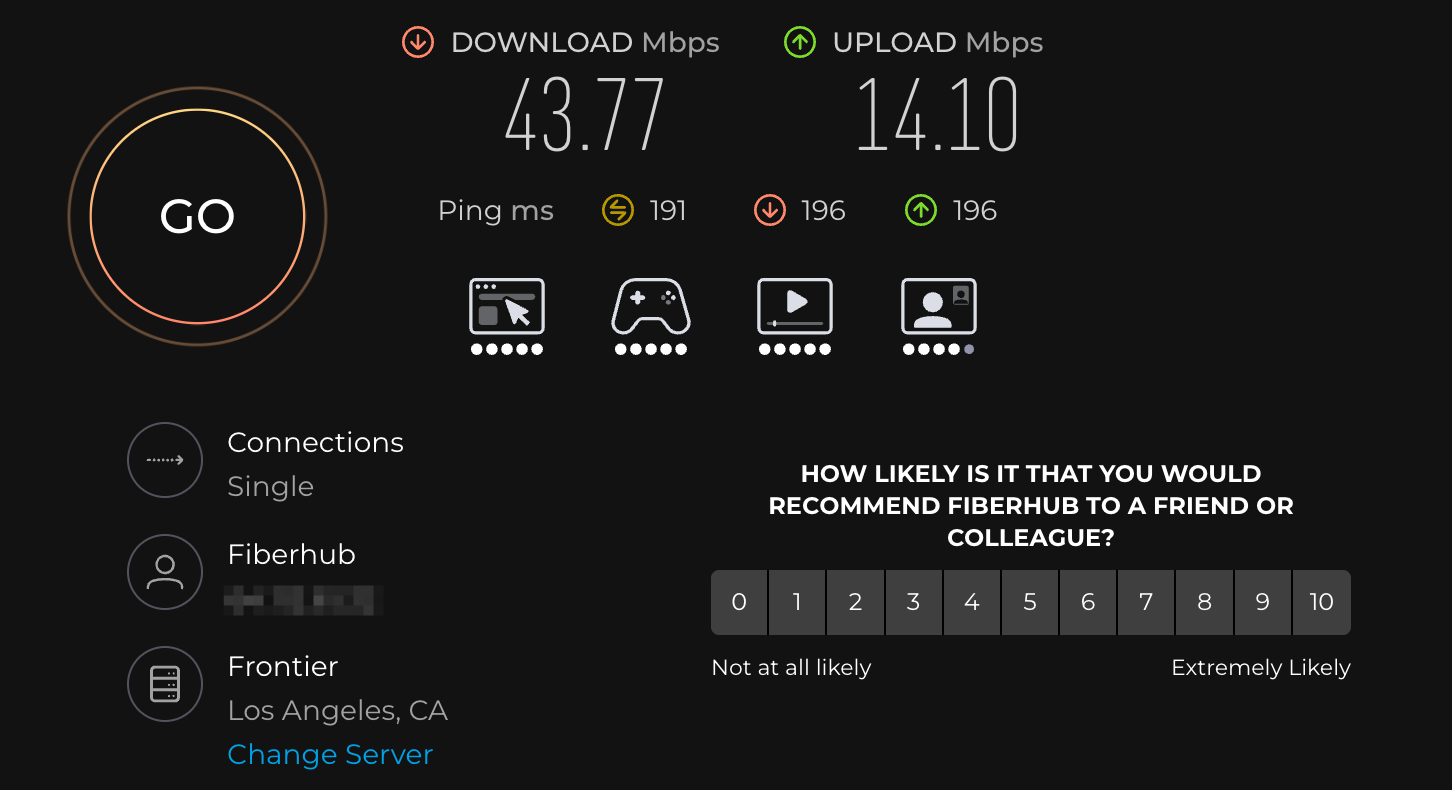 DOWNLOAD Mbps
43.77
UPLOAD Mbps
14.10
GO
Ping ms 191 196 196
Connections
Single
Fiberhub
Frontier
Los Angeles, CA
Change Server
HOW LIKELY IS IT THAT YOU WOULD
RECOMMEND FIBERHUB TO A FRIEND OR
COLLEAGUE?
0 1 2 3 4 5 6 7 8 9 10
Not at all likely
Extremely Likely